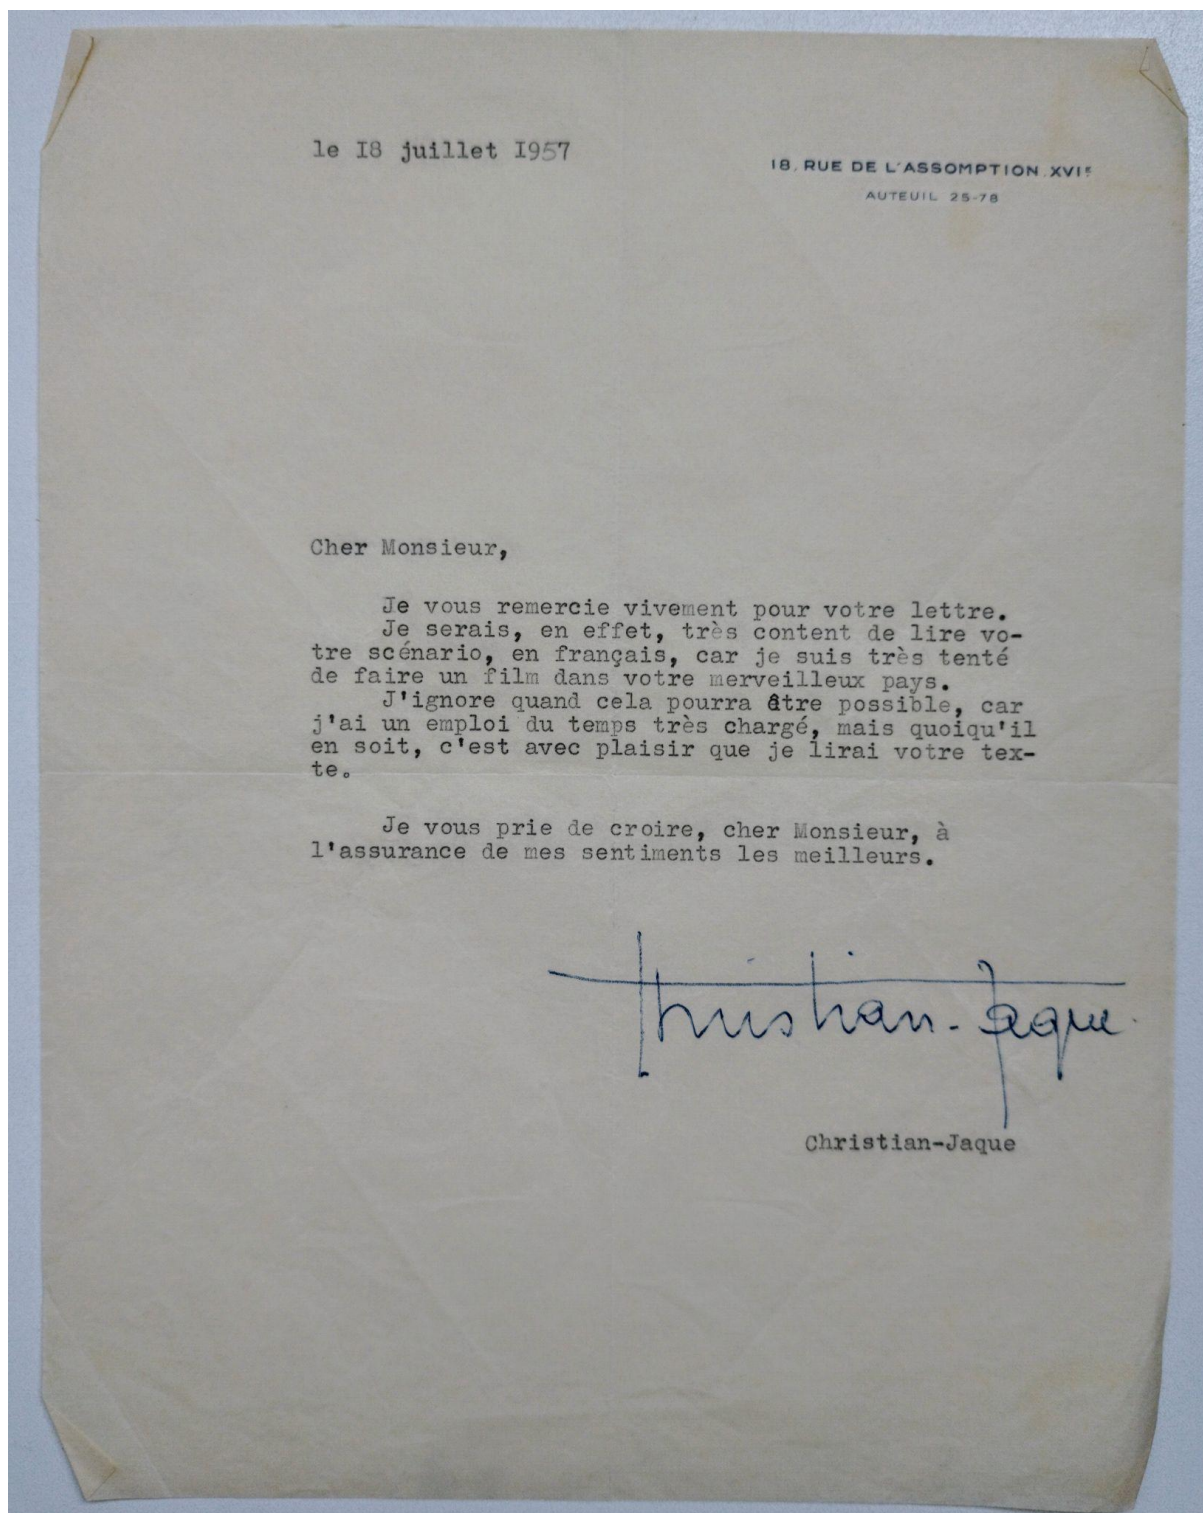 le I8 juillet I957
18, RUE DE L'ASSOMPTION. XVIE
AUTEUIL 25-78
Cher Monsieur,
Je vous remercie vivement pour votre lettre.
Je serais, en effet, très content de lire vo-
tre scénario, en français, car je suis très tenté
de faire un film dans votre merveilleux pays.
J'ignore quand cela pourra être possible, car
j'ai un emploi du temps très chargé, mais quoiqu'il
en soit, c'est avec plaisir que je lirai votre tex-
te.
Je vous prie de croire, cher Monsieur, à
l'assurance de mes sentiments les meilleurs.
Christian-Jaque
Christian-Jaque